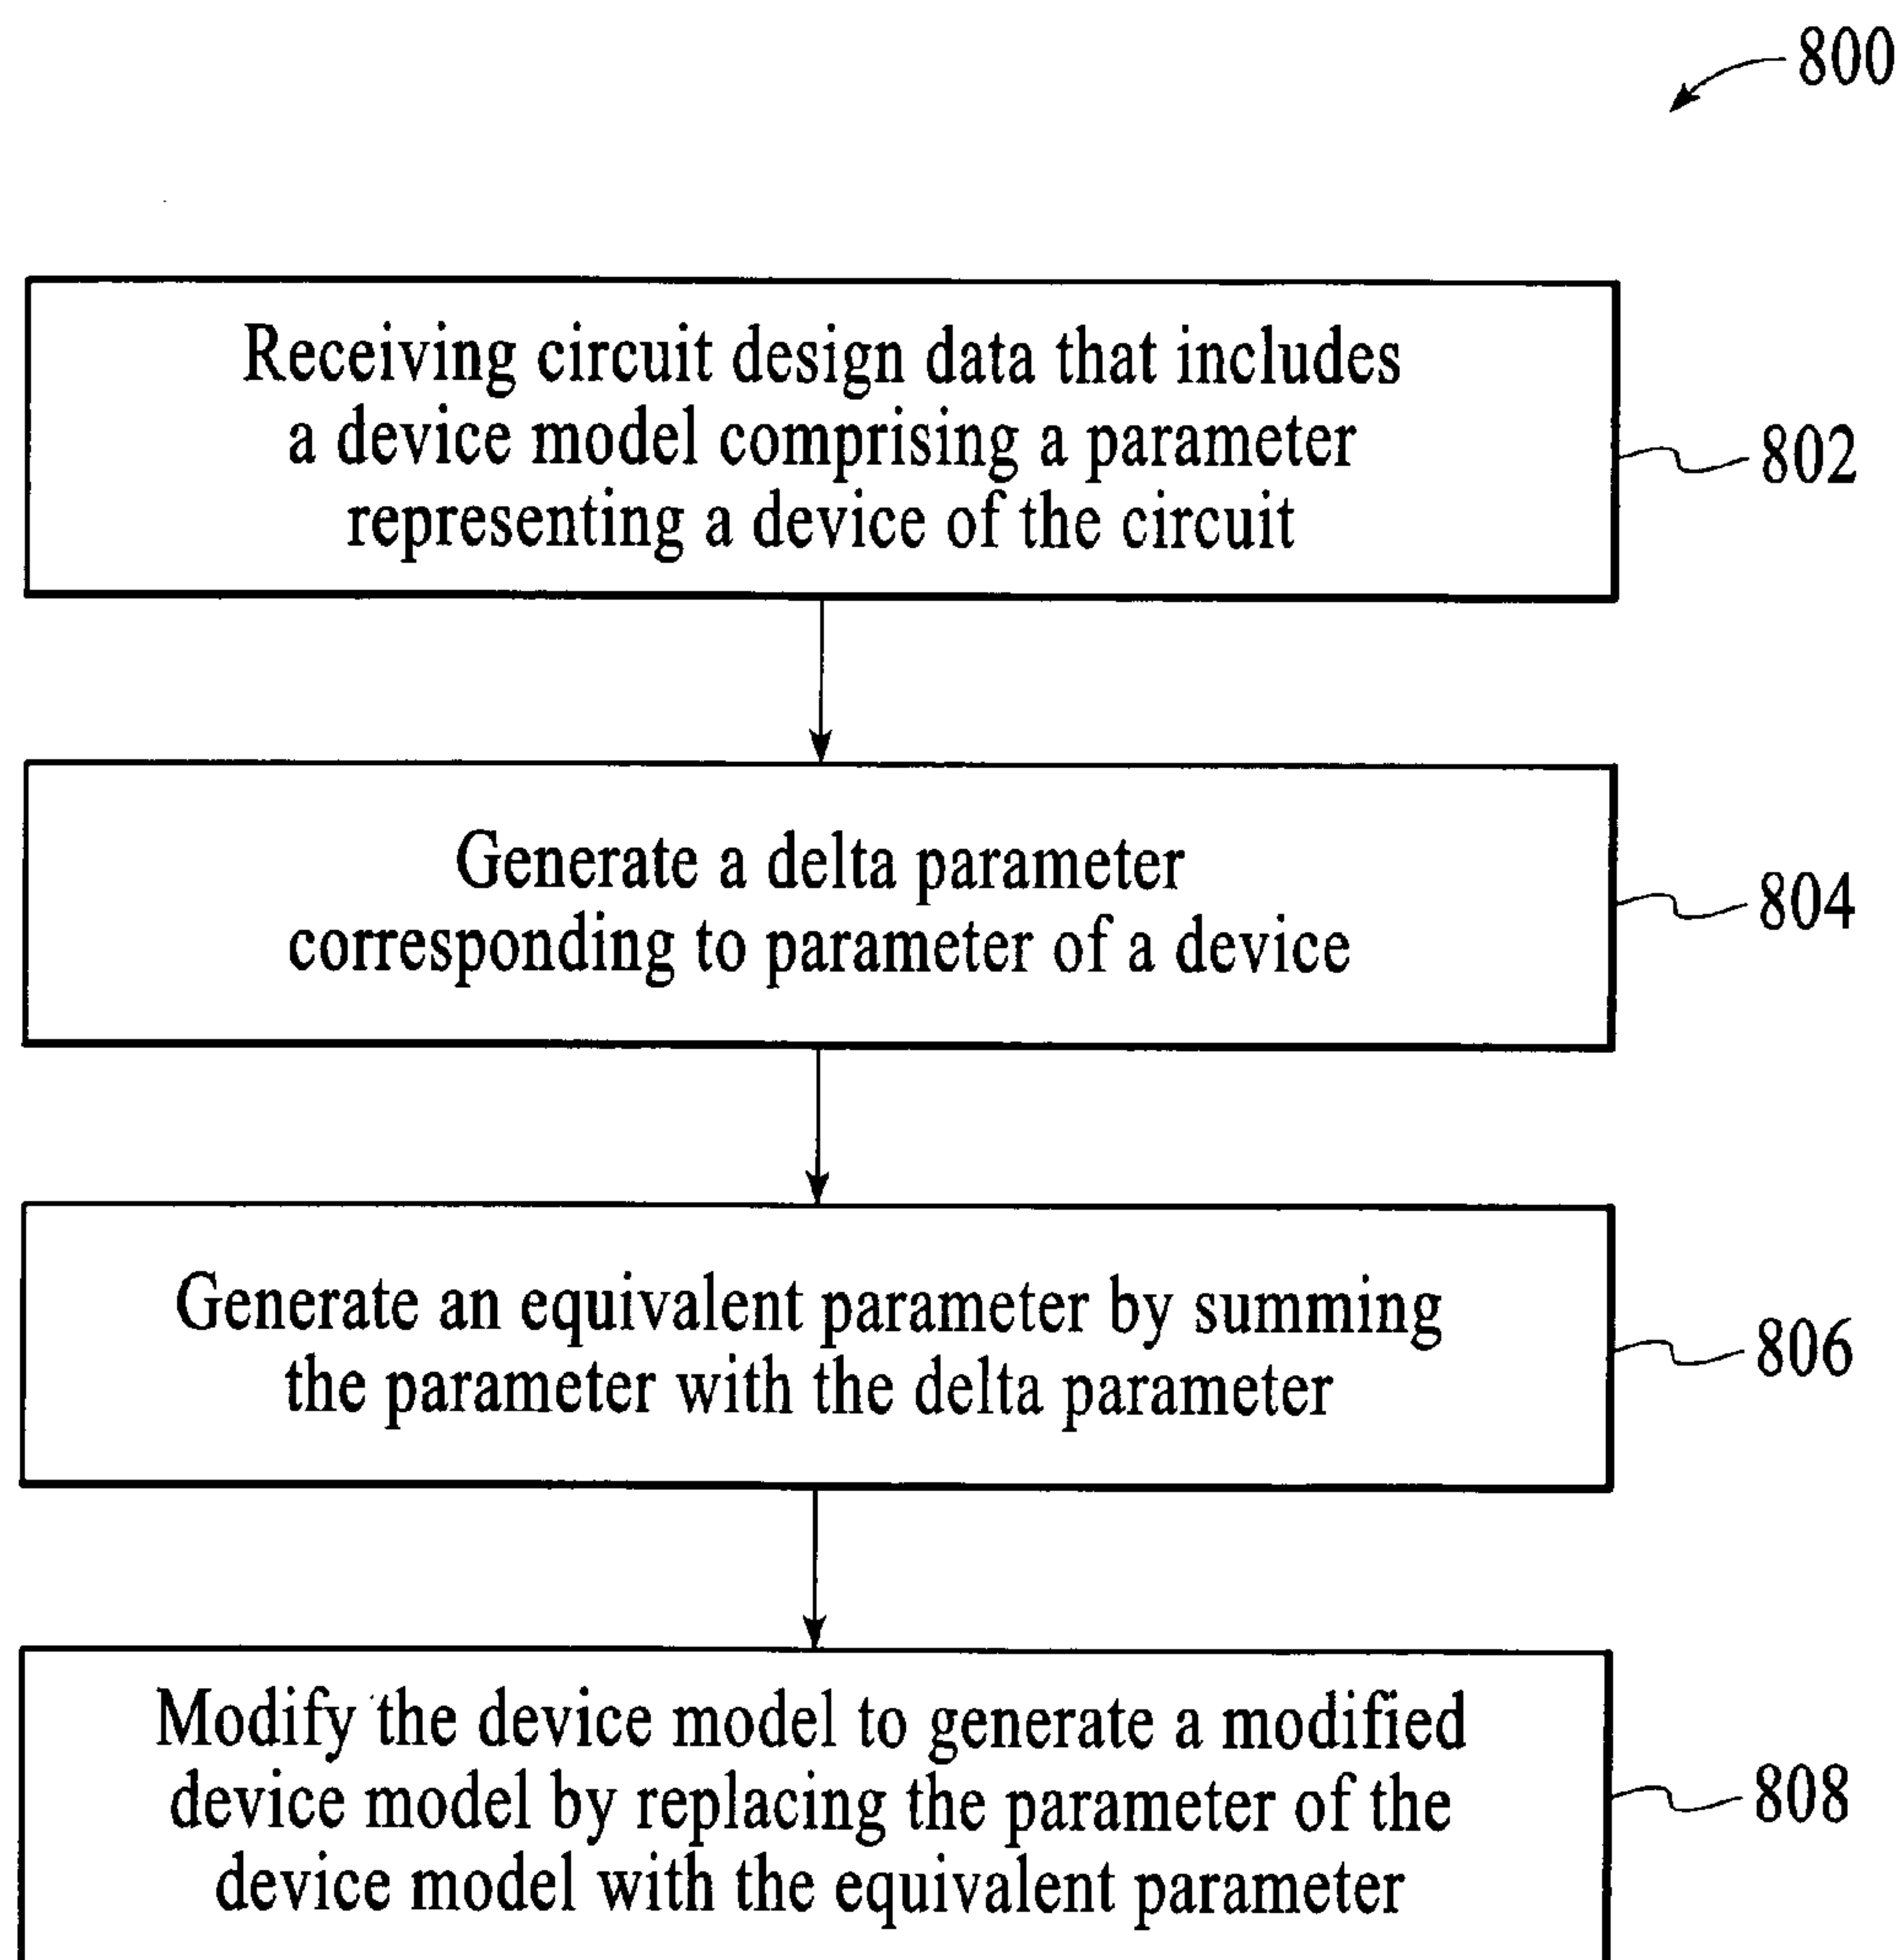 800
Receiving circuit design data that includes
a device model comprising a parameter
representing a device of the circuit
802
Generate a delta parameter
corresponding to parameter of a device
804
Generate an equivalent parameter by summing
the parameter with the delta parameter
806
Modify the device model to generate a modified
device model by replacing the parameter of the
device model with the equivalent parameter
808